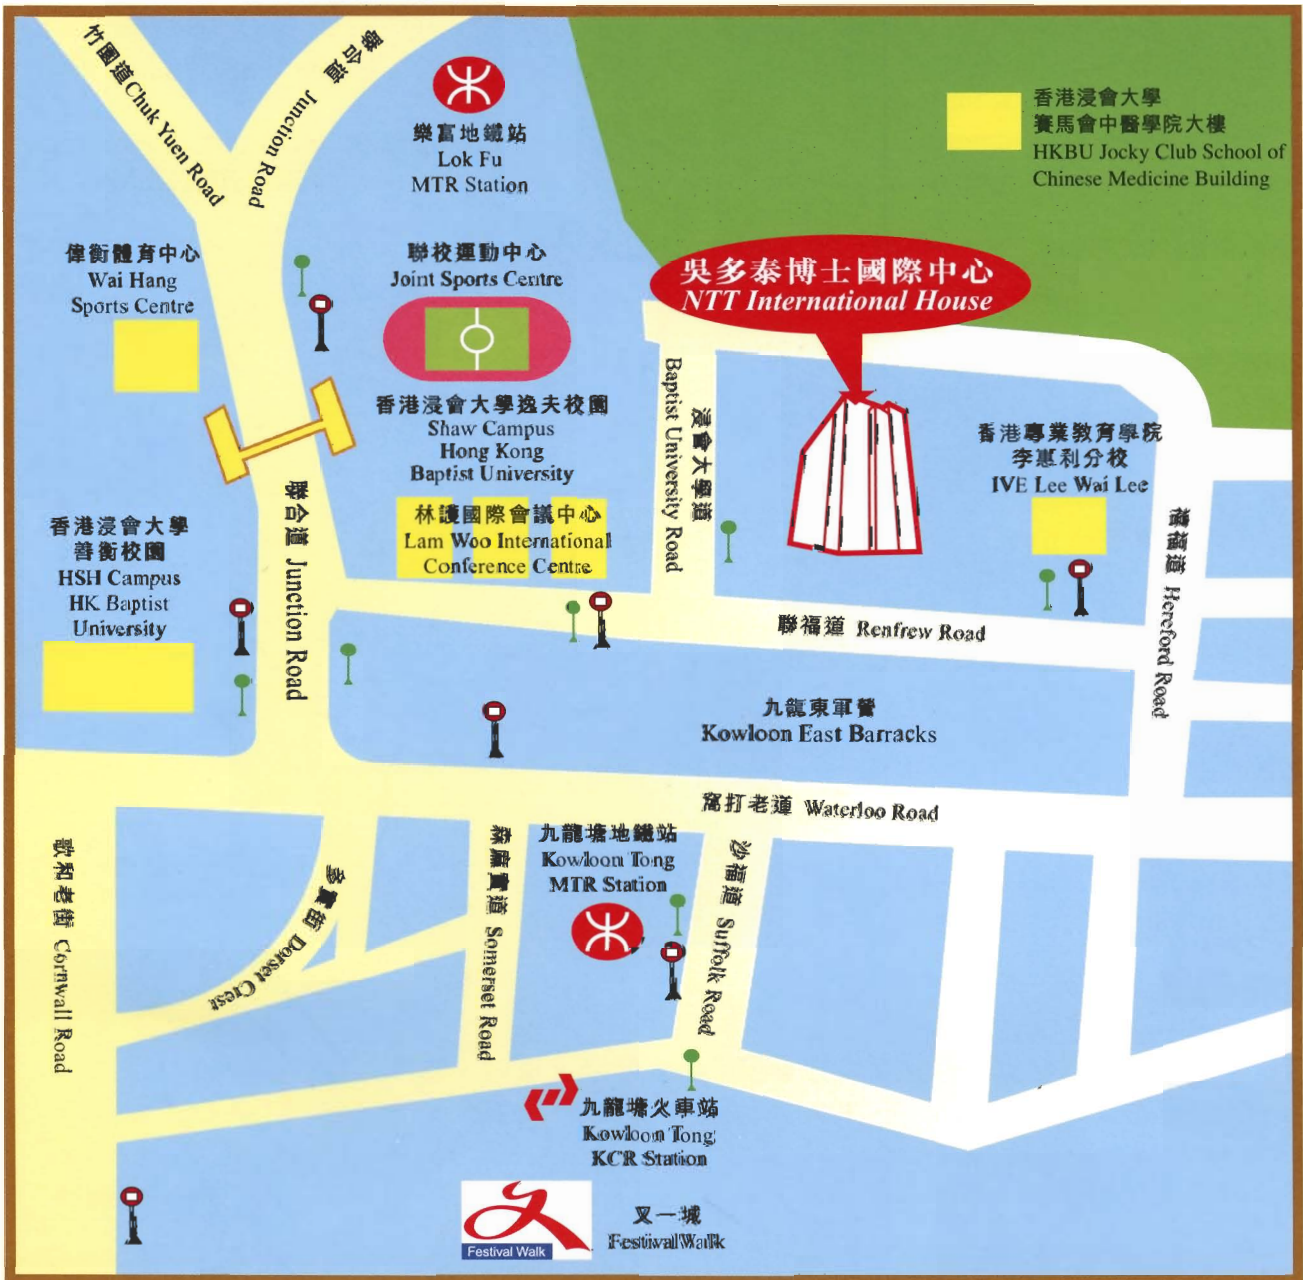 竹園道 Chuk Yuen Road
聯合道 Junction Road
樂富地鐵站
Lok Fu
MTR Station
香港浸會大學
賽馬會中醫學院大樓
HKBU Jocky Club School of
Chinese Medicine Building
偉衡體育中心
Wai Hang
Sports Centre
聯校運動中心
Joint Sports Centre
吳多泰博士國際中心
NTT International House
香港浸會大學逸夫校園
Shaw Campus
Hong Kong
Baptist University
浸會大學道
Baptist University Road
香港專業教育學院
李惠利分校
IVE Lee Wai Lee
林護國際會議中心
Lam Woo International
Conference Centre
香港浸會大學
善衡校園
HSH Campus
HK Baptist
University
聯合道 Junction Road
禧福道 Hereford Road
聯福道 Renfrew Road
九龍東軍營
Kowloon East Barracks
窩打老道 Waterloo Road
歌和老街 Cornwall Road
多實街 Dorset Crest
森麻實道 Somerset Road
九龍塘地鐵站
Kowloon Tong
MTR Station
沙福道 Suffolk Road
九龍塘火車站
Kowloon Tong
KCR Station
Festival Walk
又一城
Festival Walk